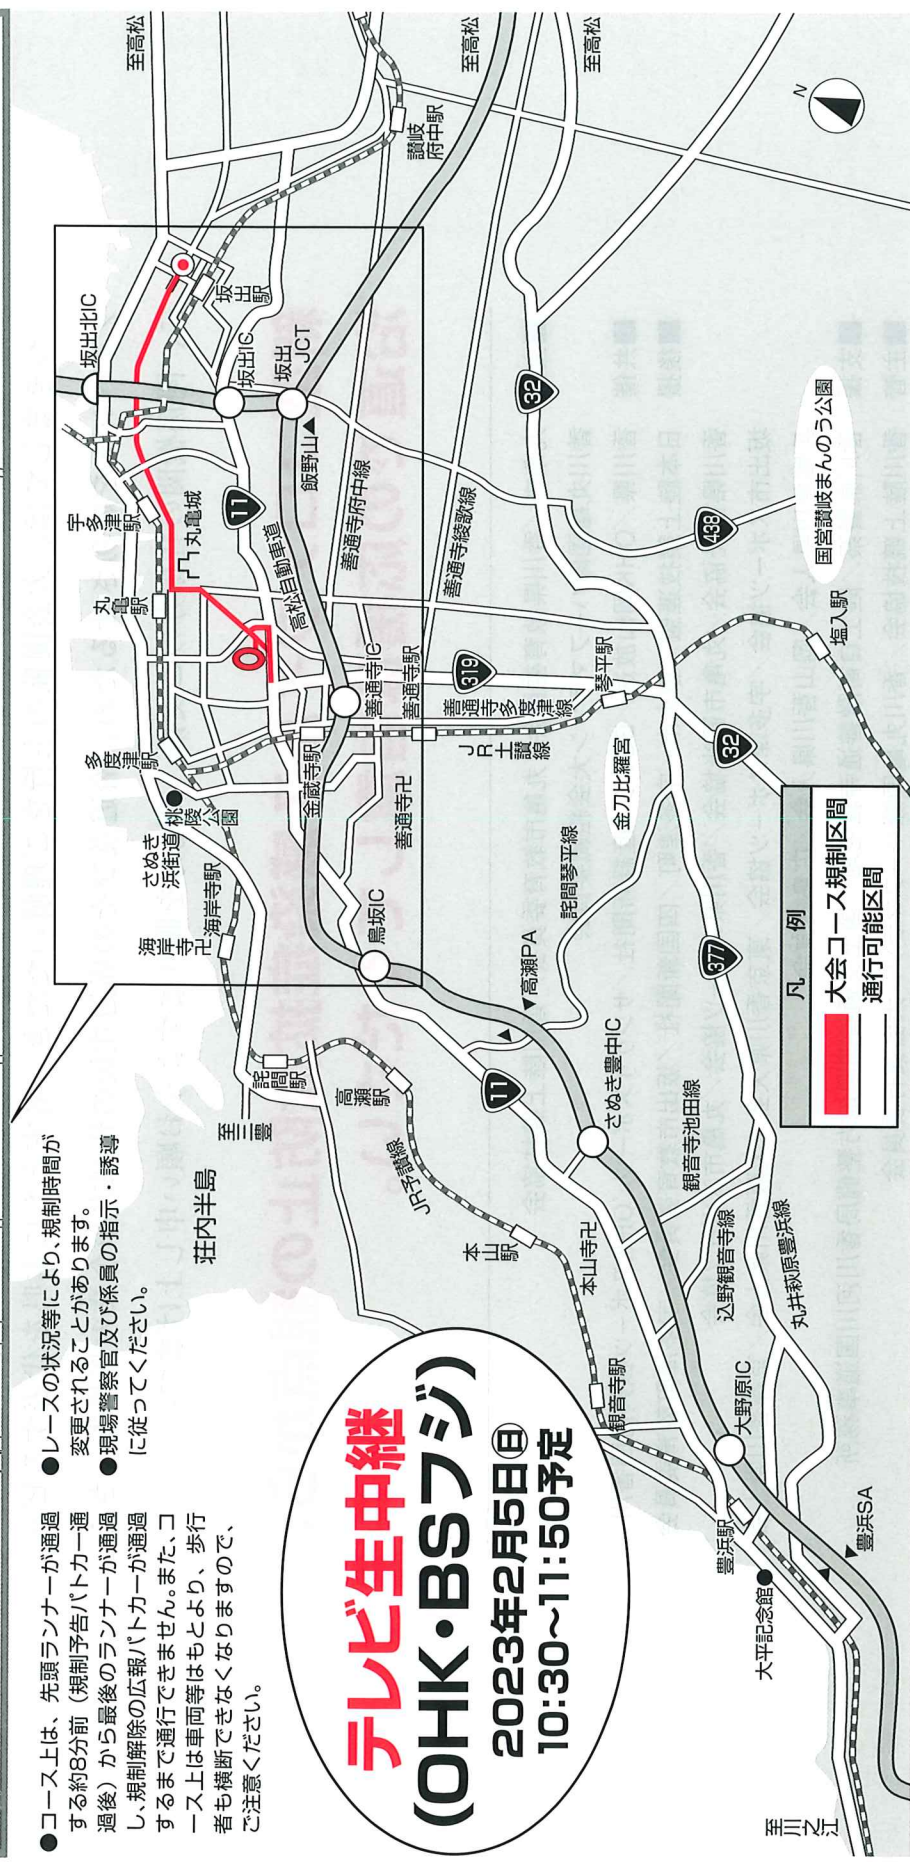 ●コース上は、先頭ランナーが通過
する約8分前（規制予告パトカー通
過後）から最後のランナーが通過
し、規制解除の広報パトカーが通過
するまで通行できません。また、コ
ース上は車両等はもとより、歩行
者も横断できなくなりますので、
ご注意ください。
●レースの状況等により、規制時間が
変更されることがあります。
●現場警察官及び係員の指示・誘導
に従ってください。
テレビ生中継
(OHK・BSフジ)
2023年2月5日㊐
10:30~11:50予定
荘内半島
至三豊
詫間駅
海岸寺卍
海岸寺駅
さぬき
浜街道
桃陵公園
多度津駅
丸亀駅
宇多津駅
坂出北IC
至高松
坂出駅
坂出IC
坂出
JCT
丸亀城
11
飯野山
高松自動車道
善通寺府中線
善通寺綾歌線
讃岐
府中駅
至高松
至高松
N
32
438
国営讃岐まんのう公園
塩入駅
319
琴平駅
善通寺
多度津線
善通寺駅
善通寺IC
JR土讃線
金蔵寺駅
善通寺卍
金刀比羅宮
32
鳥坂IC
詫間琴平線
高瀬PA
377
高瀬駅
JR予讃線
11
さぬき豊中IC
観音寺池田線
本山駅
本山寺卍
込野観音寺線
丸井萩原豊浜線
観音寺駅
大野原IC
豊浜駅
豊浜SA
大平記念館
至川之江
凡例
大会コース規制区間
通行可能区間